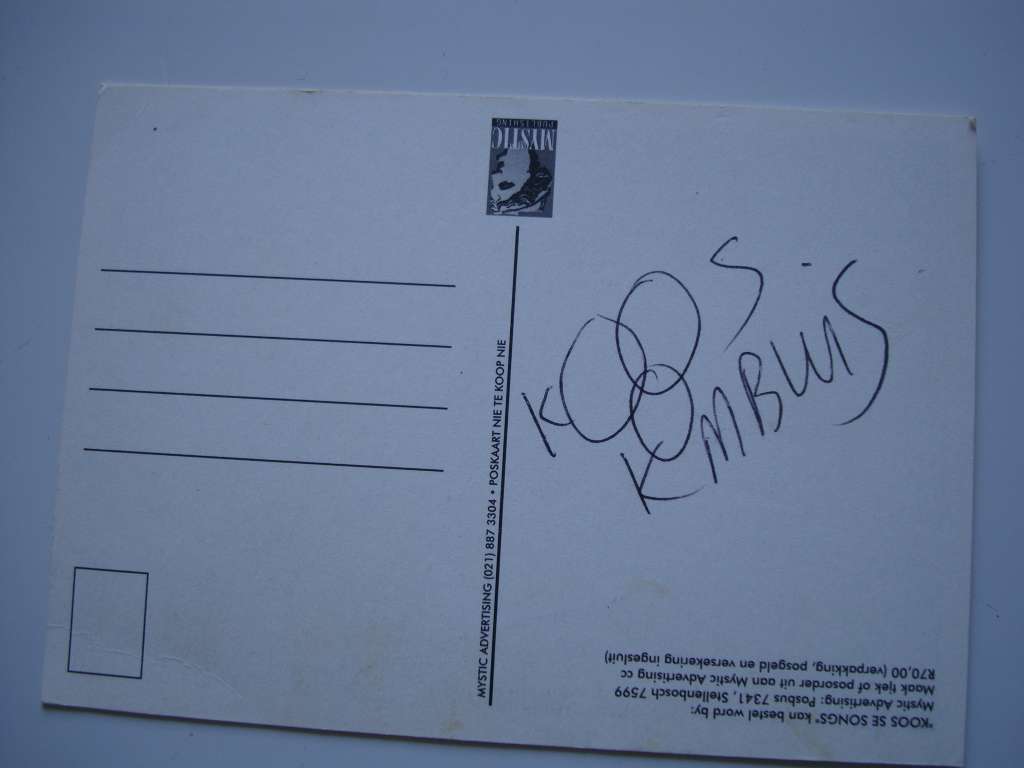 "KOOS SE SONGS" kan bestel word by:
Mystic Advertising: Posbus 7341, Stellenbosch 7599
Maak tjek of posorder uit aan Mystic Advertising cc
R70,00 (verpakking, posgeld en versekering ingesluit)
KOOS
KOMBUIS
MYSTIC ADVERTISING (021) 887 3304 • POSKAART NIE TE KOOP NIE
MYSTIC
PUBLISHING